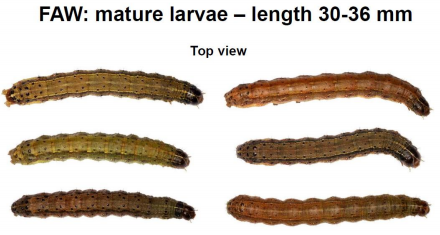 FAW: mature larvae – length 30-36 mm
Top view